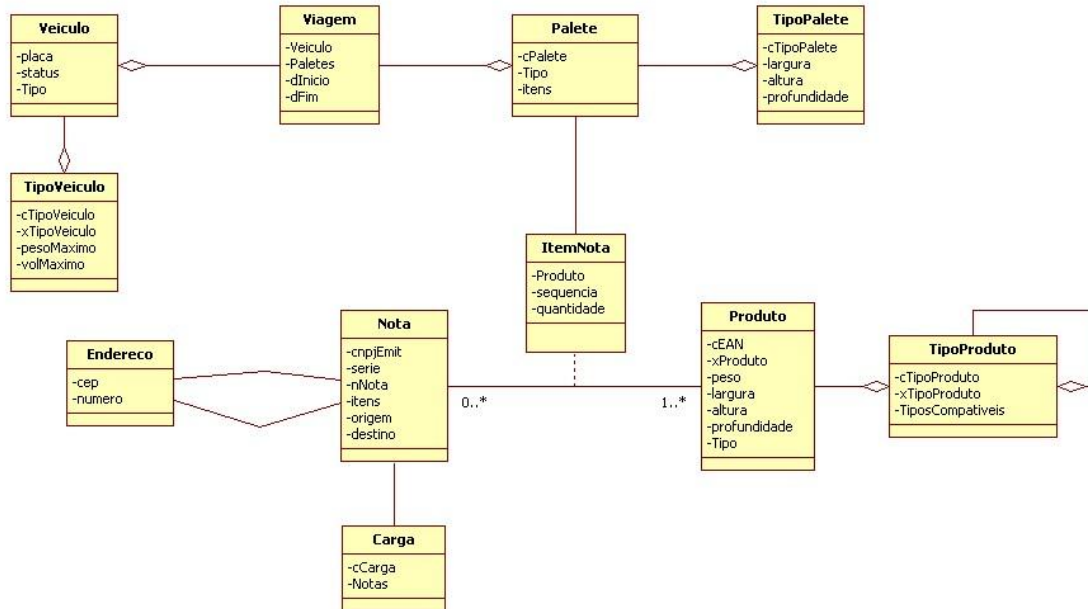 Veiculo
-placa
-status
-Tipo
Viagem
-Veiculo
-Paletes
-dInicio
-dFim
Palete
-cPalete
-Tipo
-itens
TipoPalete
-cTipoPalete
-largura
-altura
-profundidade
TipoVeiculo
-cTipoVeiculo
-xTipoVeiculo
-pesoMaximo
-volMaximo
ItemNota
-Produto
-sequencia
-quantidade
Endereco
-cep
-numero
Nota
-cnpjEmit
-serie
-nNota
-itens
-origem
-destino
0..*
1..*
Produto
-cEAN
-xProduto
-peso
-largura
-altura
-profundidade
-Tipo
TipoProduto
-cTipoProduto
-xTipoProduto
-TiposCompativeis
Carga
-cCarga
-Notas